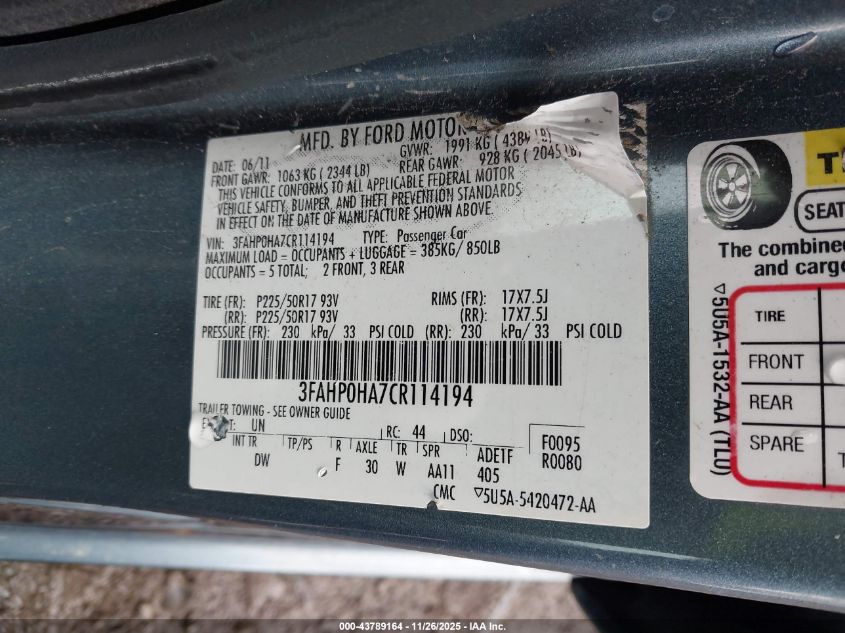 MFD. BY FORD MOTOR
DATE: 06/11
GVWR: 1991 KG ( 4389 LB)
FRONT GAWR: 1063 KG ( 2344 LB)
REAR GAWR: 928 KG ( 2045 LB)
THIS VEHICLE CONFORMS TO ALL APPLICABLE FEDERAL MOTOR
VEHICLE SAFETY, BUMPER, AND THEFT PREVENTION STANDARDS
IN EFFECT ON THE DATE OF MANUFACTURE SHOWN ABOVE.
VIN: 3FAHP0HA7CR114194 TYPE: Passenger Car
MAXIMUM LOAD = OCCUPANTS + LUGGAGE = 385KG/ 850LB
OCCUPANTS = 5 TOTAL; 2 FRONT, 3 REAR
TIRE (FR): P225/50R17 93V RIMS (FR): 17X7.5J
(RR): P225/50R17 93V (RR): 17X7.5J
PRESSURE (FR): 230 kPa/ 33 PSI COLD (RR): 230 kPa/ 33 PSI COLD
3FAHP0HA7CR114194
TRAILER TOWING - SEE OWNER GUIDE
UN RC: 44 DSO: F0095
INT TR TP/PS R AXLE TR SPR ADE1F R0080
DW F 30 W AA11 405
CMC ▽5U5A-5420472-AA
SEAT
The combined
and cargo
▽5U5A-1532-AA (TLU)
TIRE
FRONT
REAR
SPARE
000-43789164 | 11/26/2025 - IAA Inc.